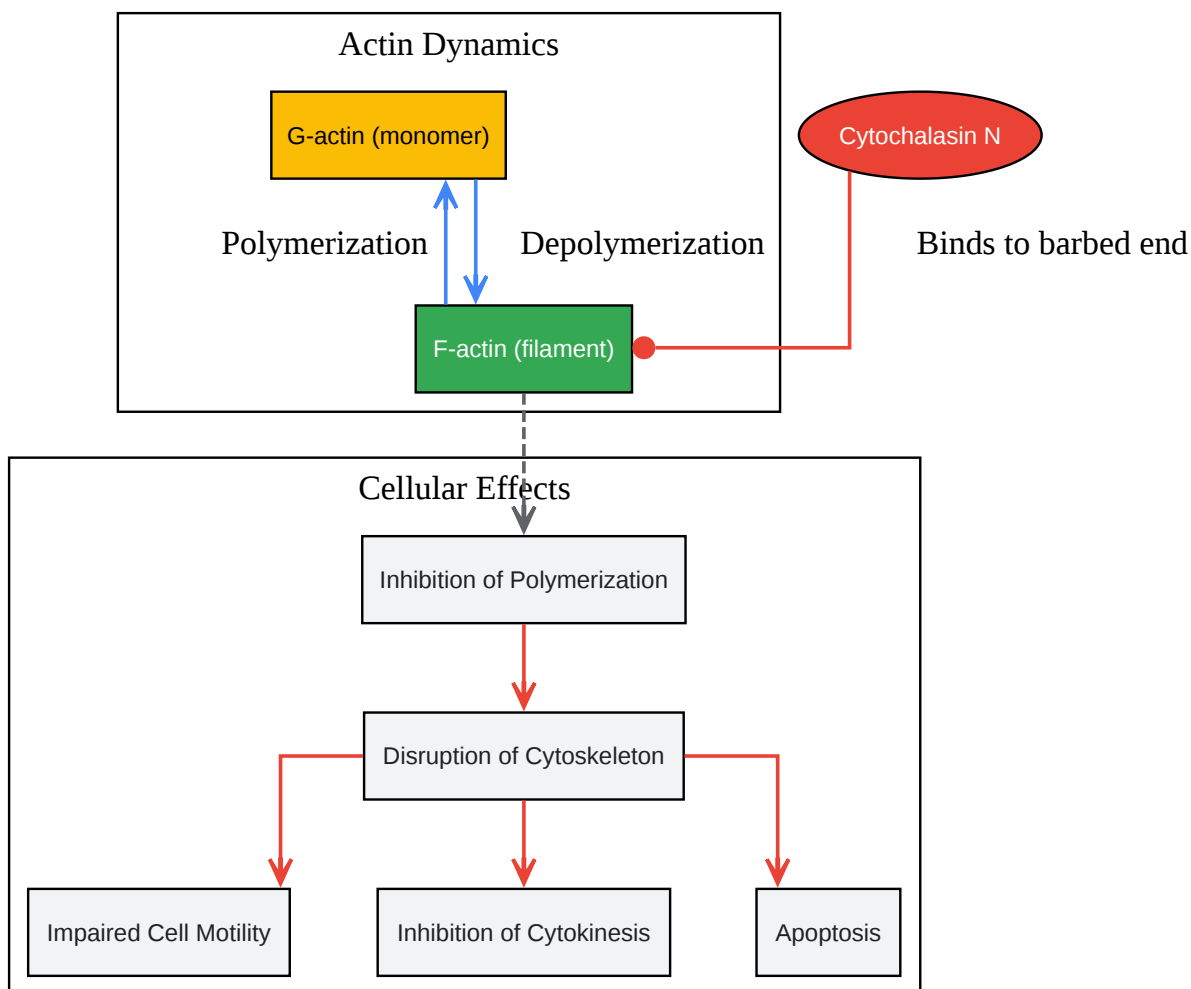 Actin Dynamics
G-actin (monomer)
Cytochalasin N
Polymerization
Depolymerization
Binds to barbed end
F-actin (filament)
Cellular Effects
Inhibition of Polymerization
Disruption of Cytoskeleton
Impaired Cell Motility
Inhibition of Cytokinesis
Apoptosis